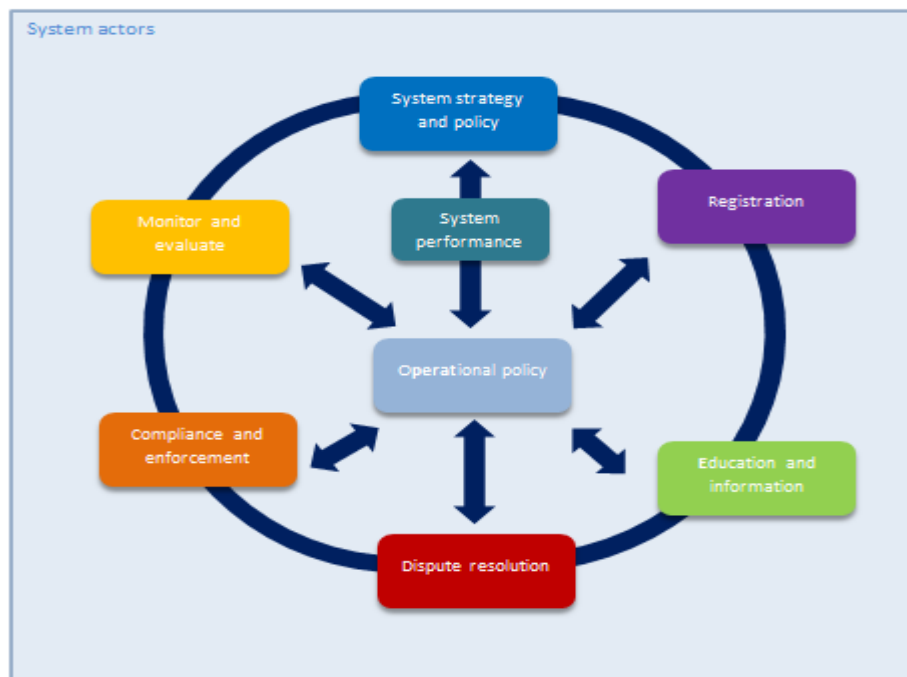 System actors
System strategy
and policy
Registration
Monitor and
evaluate
System
performance
Operational policy
Compliance and
enforcement
Education and
information
Dispute resolution